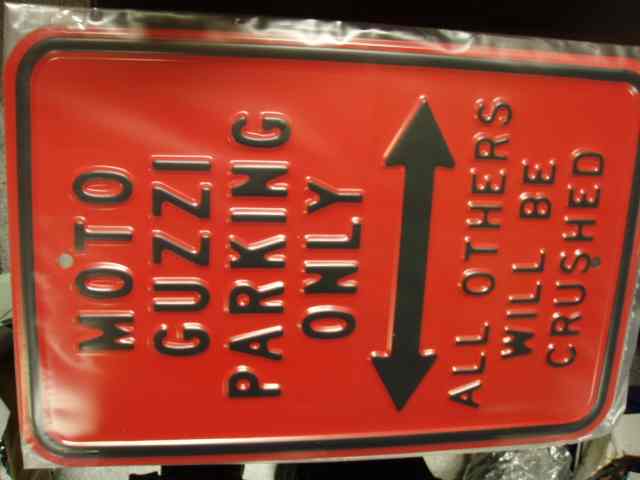 MOTO
GUZZI
PARKING
ONLY
ALL OTHERS
WILL BE
CRUSHED